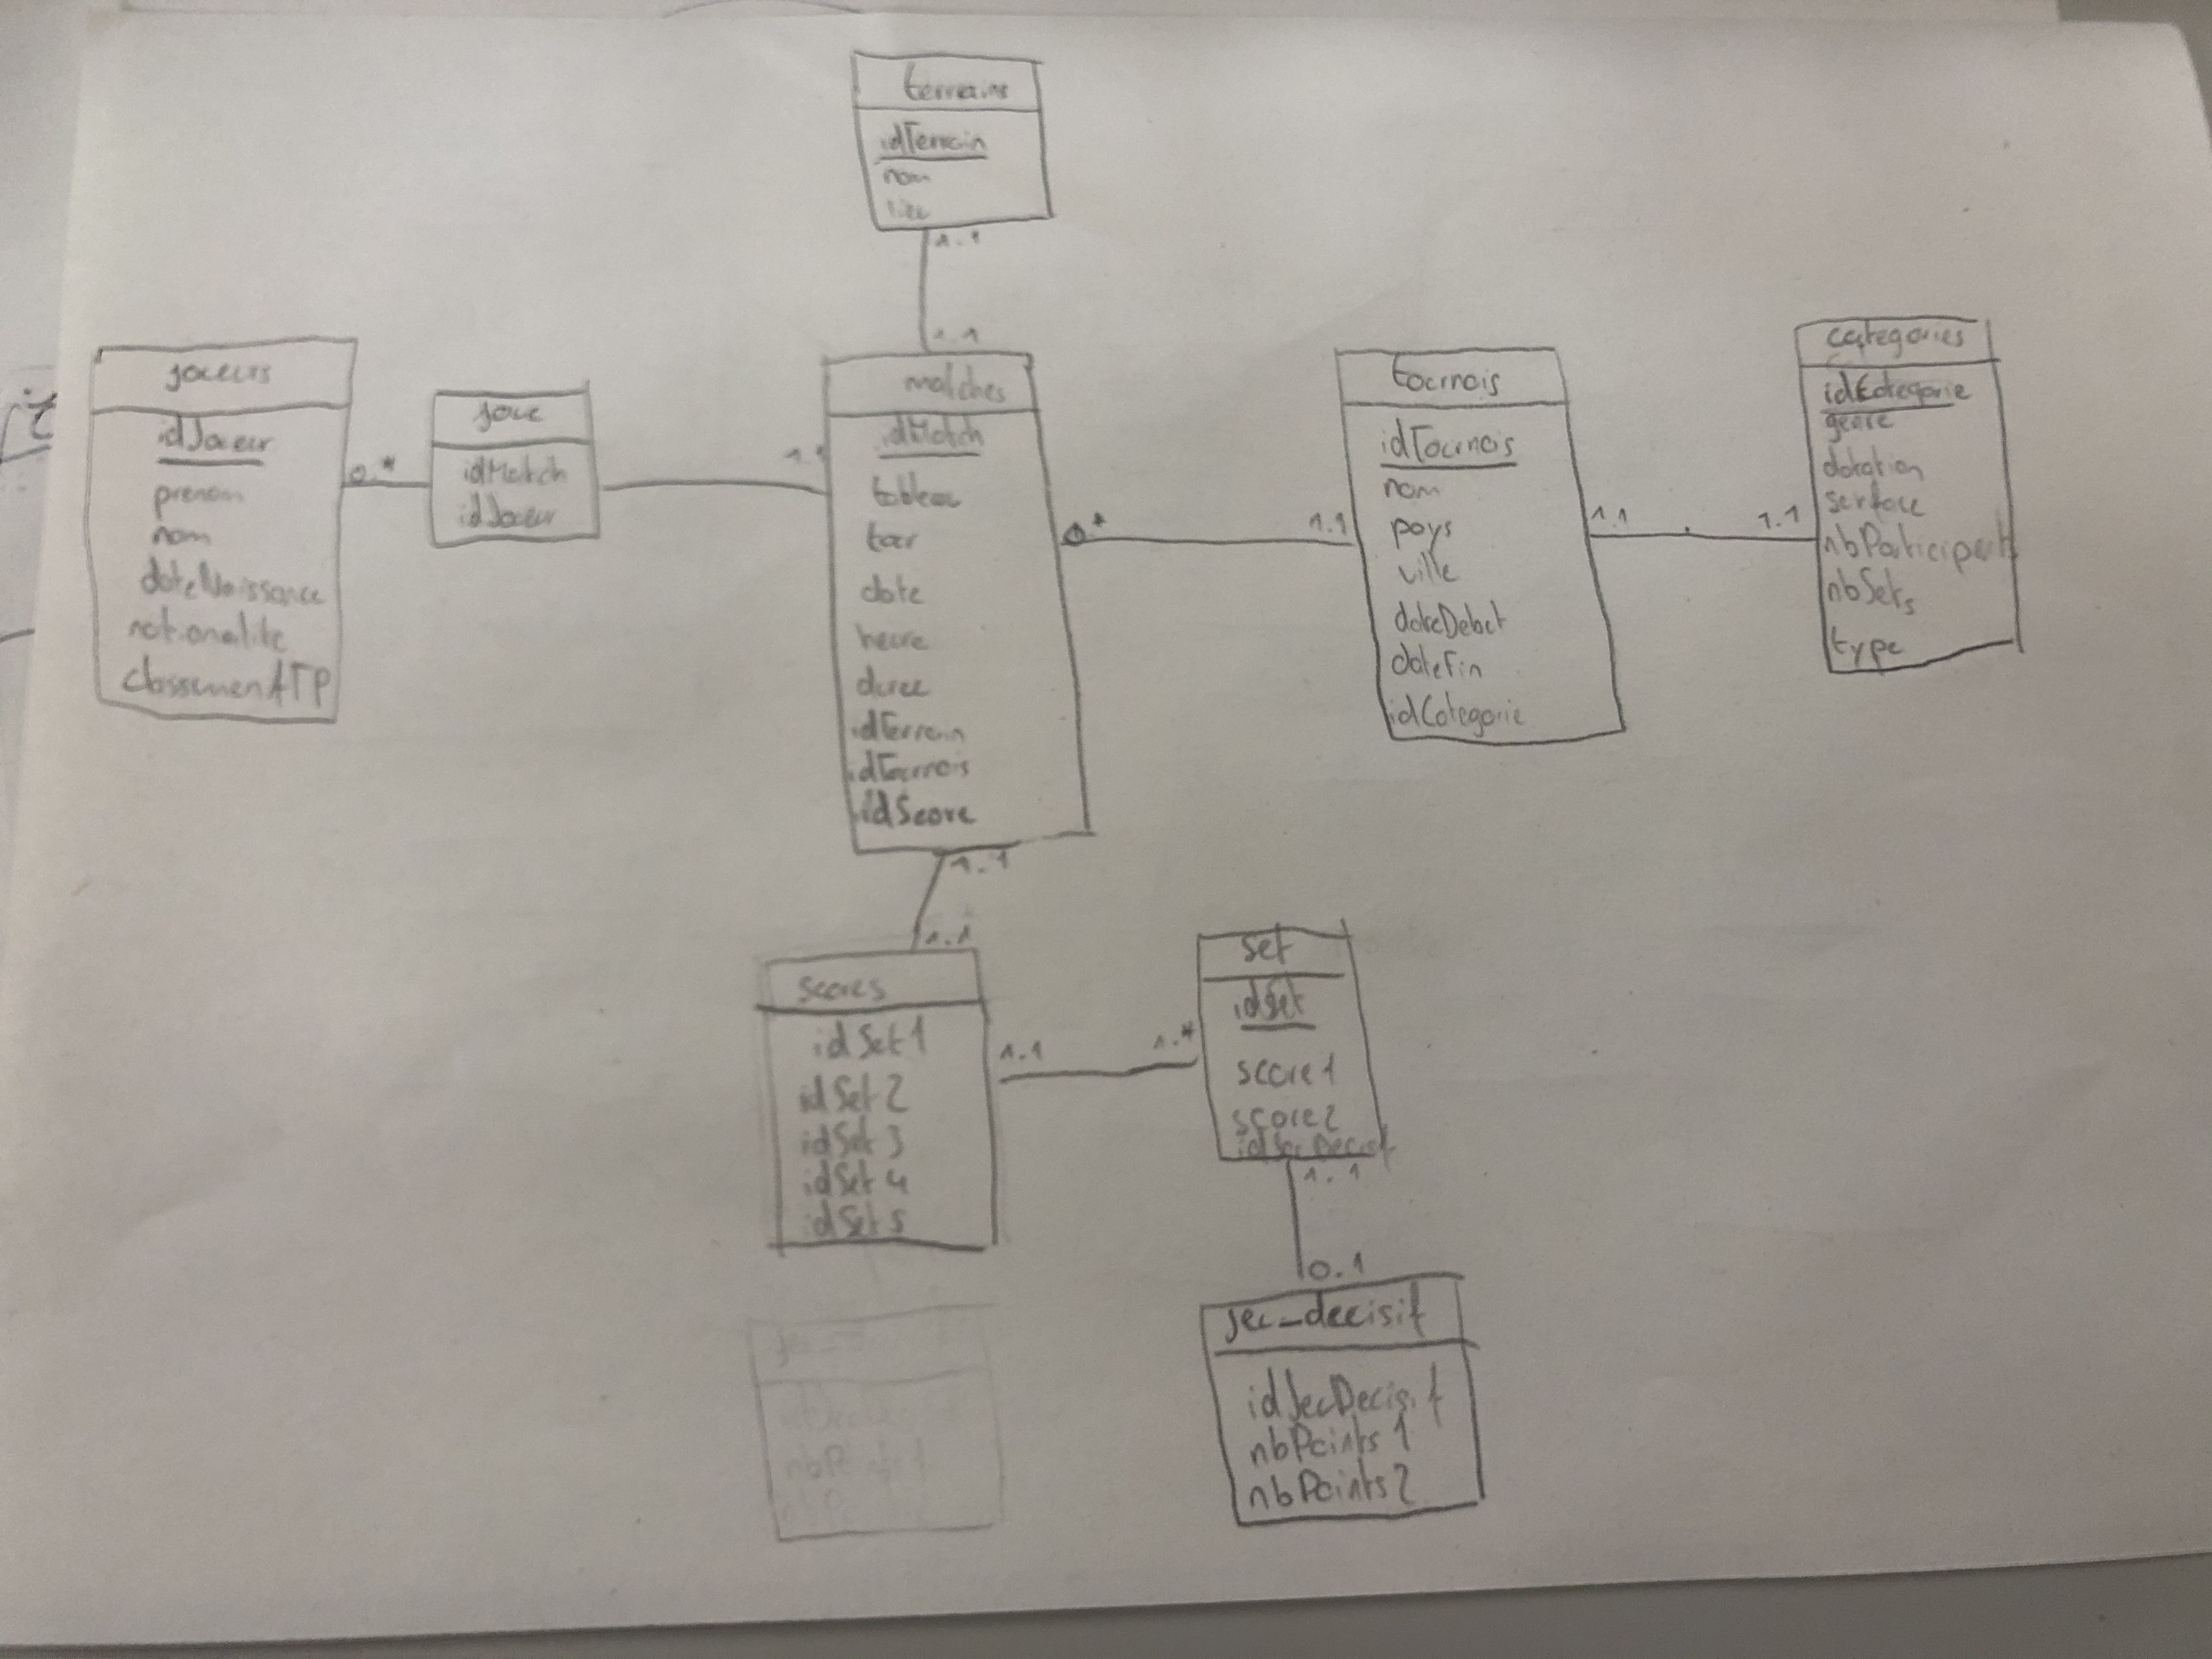 terrains
idTerrain
nom
lieu
1.1
1.1
joueurs
idJoueur
prenom
nom
dateNaissance
nationalite
classemenATP
0.*
joue
idMatch
idJoueur
1.1
matches
idMatch
tableau
tour
date
heure
duree
idTerrain
idTournois
idScore
0*
1.1
tournois
idTournois
nom
pays
ville
dateDebut
dateFin
idCategorie
1.1
1.1
categories
idCategorie
genre
dotation
surface
nbParticipant
nbSets
type
1.1
1.1
scores
idSet1
idSet2
idSet3
idSet4
idSet5
1.1
1.*
set
idSet
score1
score2
idJeuDecisif
1.1
0.1
jeu_decisif
idJeuDecisif
nbPoints1
nbPoints2